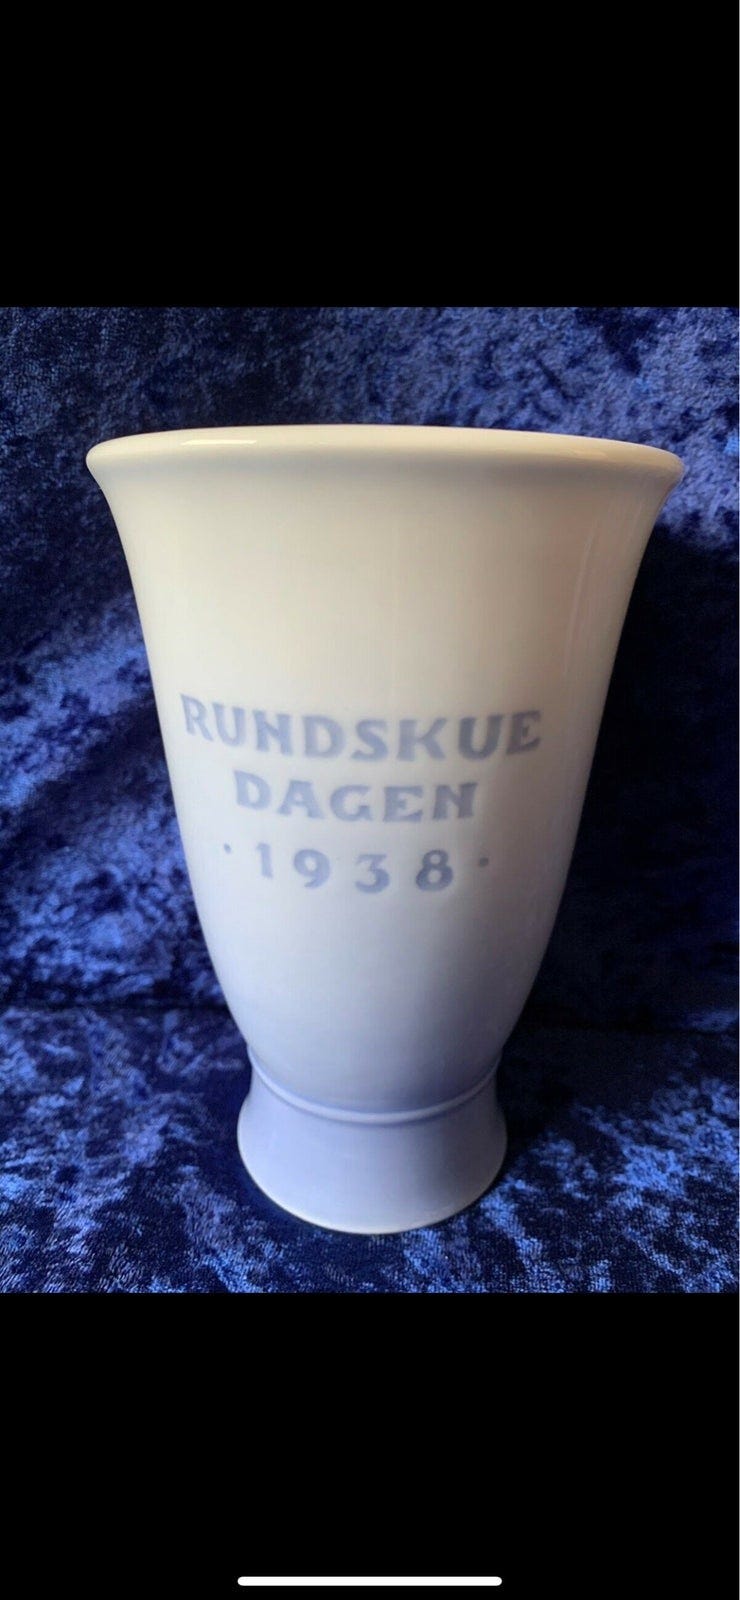 RUNDSKUE
DAGEN
·1938·